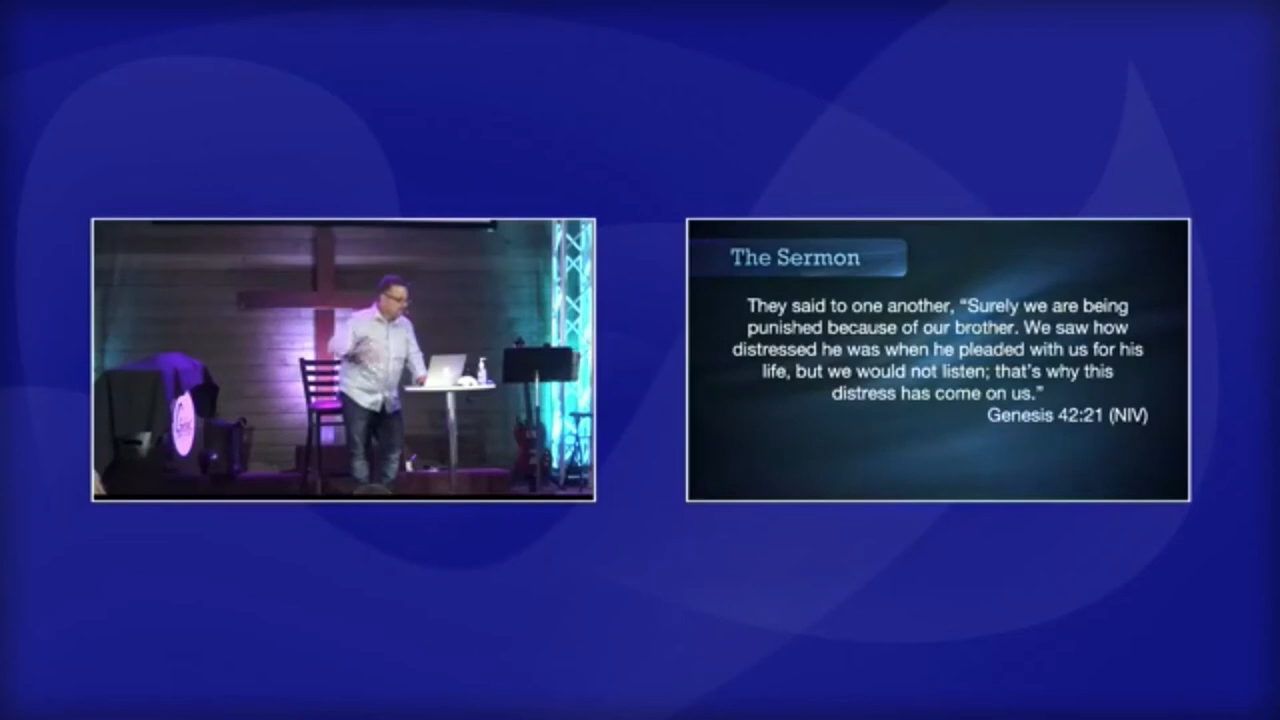 The Sermon
They said to one another, “Surely we are being
punished because of our brother. We saw how
distressed he was when he pleaded with us for his
life, but we would not listen; that’s why this
distress has come on us.”
Genesis 42:21 (NIV)